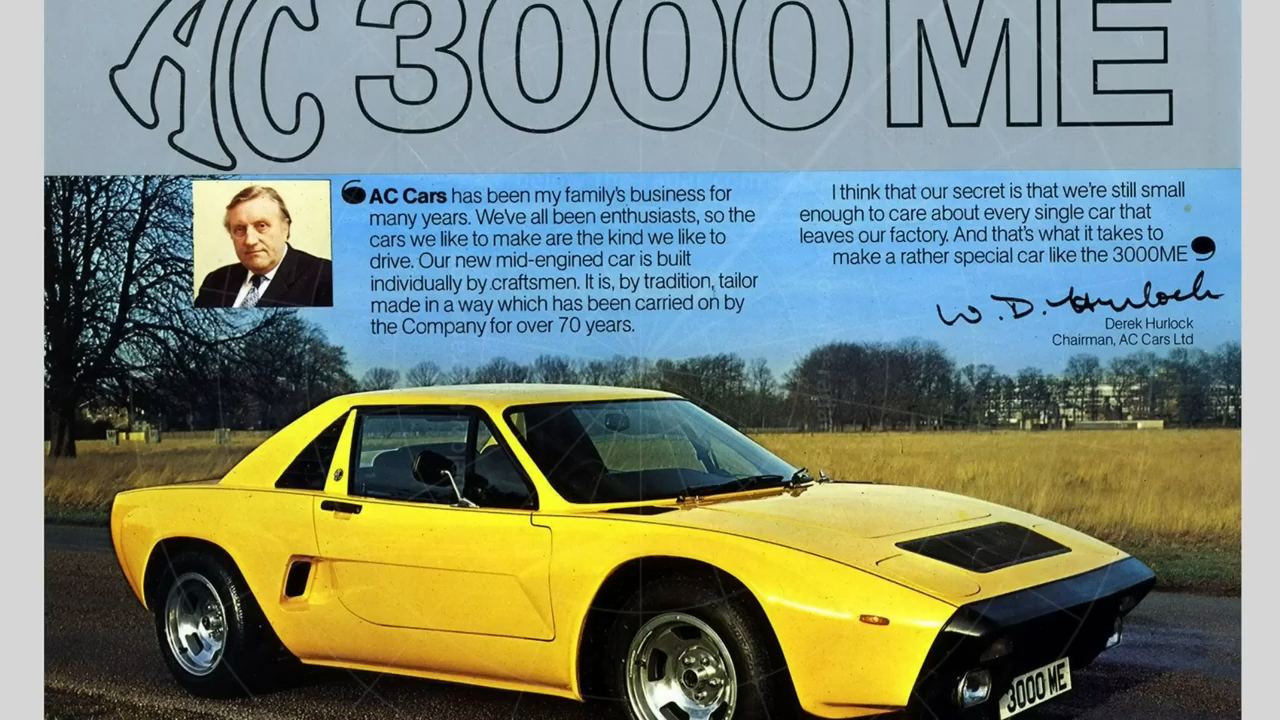 AC 3000 ME
AC Cars has been my family's business for
many years. We've all been enthusiasts, so the
cars we like to make are the kind we like to
drive. Our new mid-engined car is built
individually by craftsmen. It is, by tradition, tailor
made in a way which has been carried on by
the Company for over 70 years.
I think that our secret is that we're still small
enough to care about every single car that
leaves our factory. And that's what it takes to
make a rather special car like the 3000ME
W. D. Hurlock
Derek Hurlock
Chairman, AC Cars Ltd
3000 ME